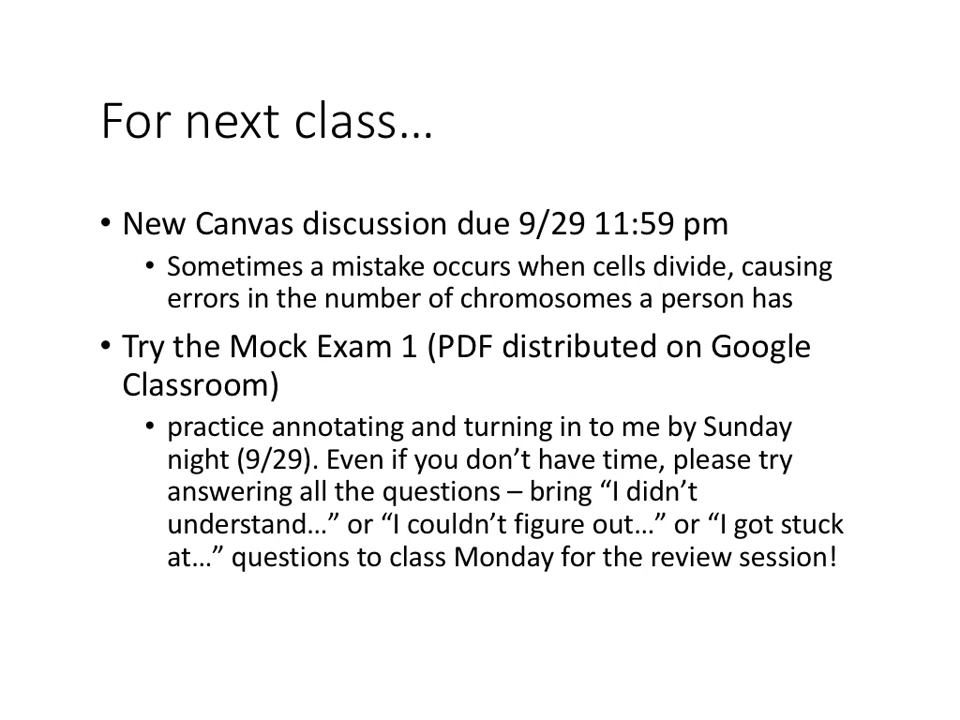 For next class…
• New Canvas discussion due 9/29 11:59 pm
• Sometimes a mistake occurs when cells divide, causing
errors in the number of chromosomes a person has
• Try the Mock Exam 1 (PDF distributed on Google
Classroom)
• practice annotating and turning in to me by Sunday
night (9/29). Even if you don’t have time, please try
answering all the questions – bring “I didn’t
understand…” or “I couldn’t figure out…” or “I got stuck
at…” questions to class Monday for the review session!